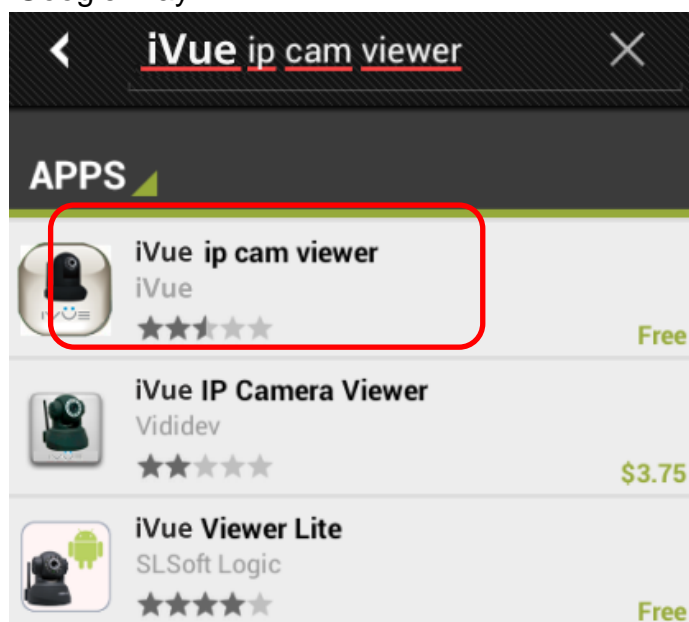 iVue ip cam viewer
APPS
iVue ip cam viewer
iVue
Free
iVue IP Camera Viewer
Vididev
$3.75
iVue Viewer Lite
SLSoft Logic
Free